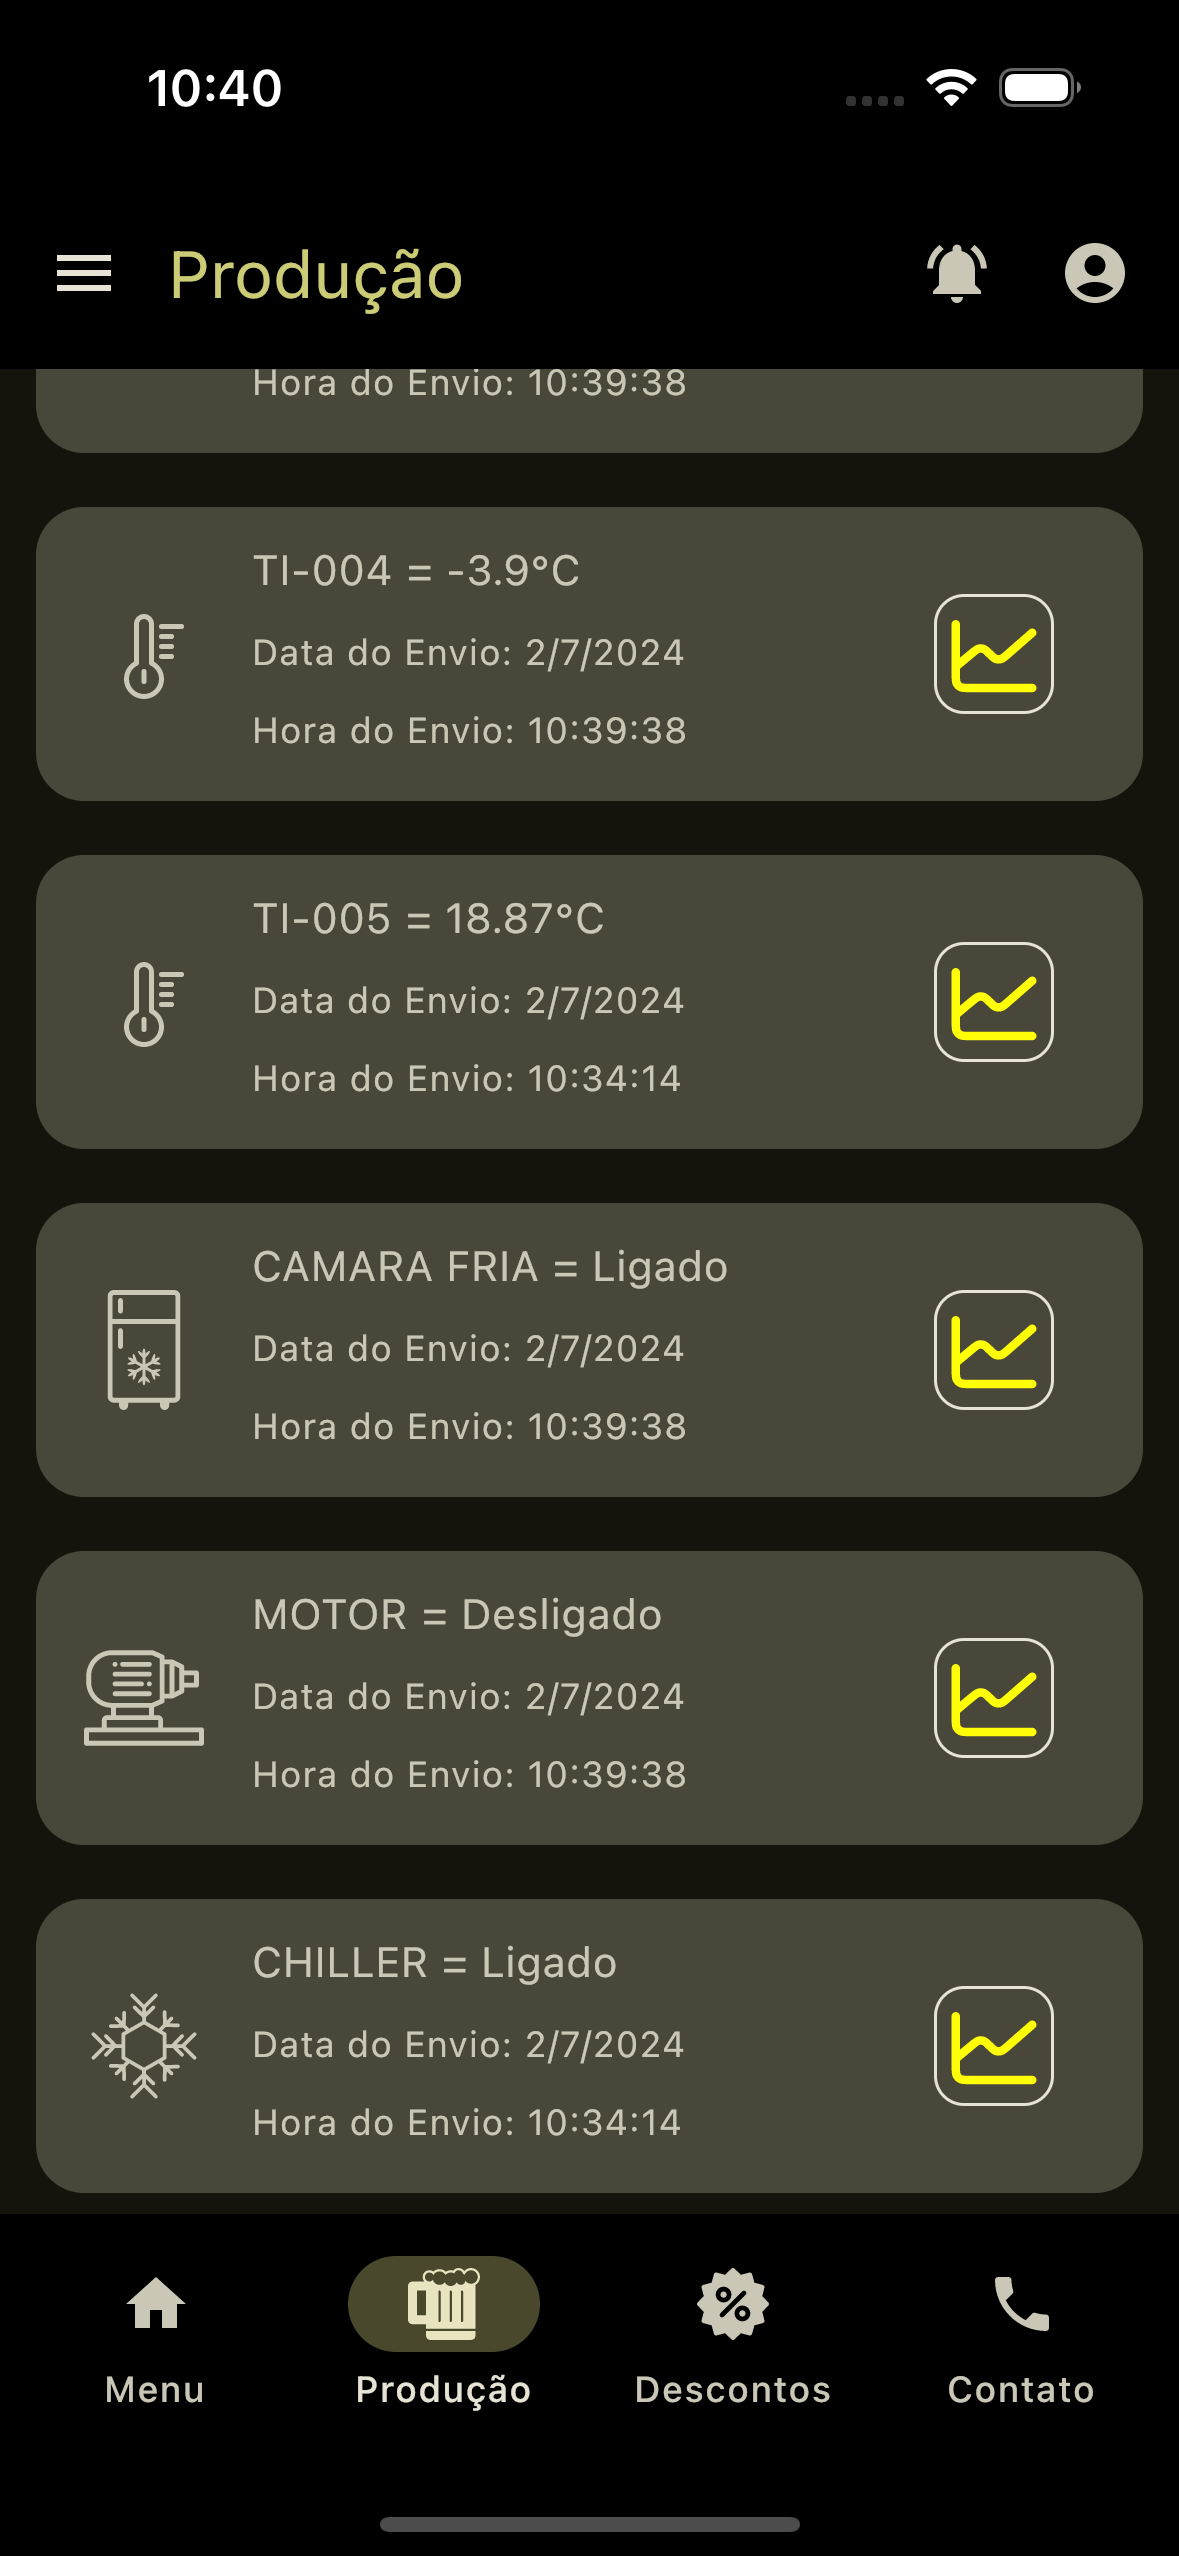 10:40
Produção
Hora do Envio: 10:39:38
TI-004 = -3.9°C
Data do Envio: 2/7/2024
Hora do Envio: 10:39:38
TI-005 = 18.87°C
Data do Envio: 2/7/2024
Hora do Envio: 10:34:14
CAMARA FRIA = Ligado
Data do Envio: 2/7/2024
Hora do Envio: 10:39:38
MOTOR = Desligado
Data do Envio: 2/7/2024
Hora do Envio: 10:39:38
CHILLER = Ligado
Data do Envio: 2/7/2024
Hora do Envio: 10:34:14
Menu Produção Descontos Contato